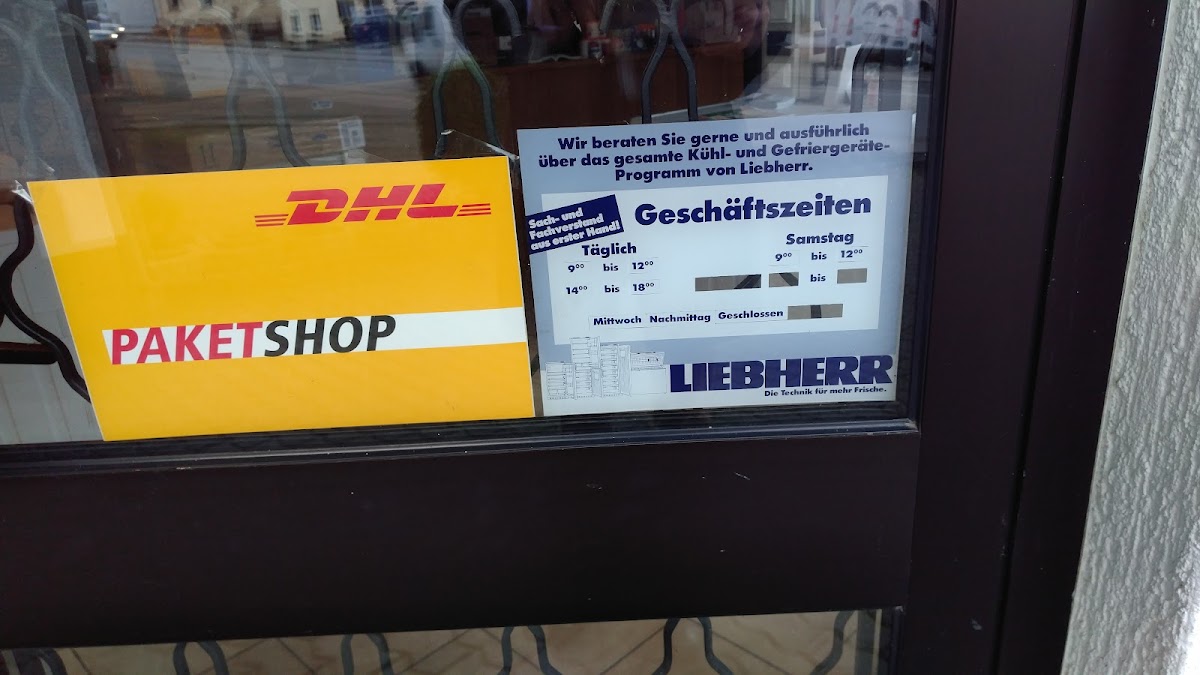 DHL
PAKETSHOP
Wir beraten Sie gerne und ausführlich
über das gesamte Kühl- und Gefriergeräte-
Programm von Liebherr.
Sach- und
Fachverstand
aus erster Hand!
Geschäftszeiten
Täglich
9⁰⁰ bis 12⁰⁰
14⁰⁰ bis 18⁰⁰
Samstag
9⁰⁰ bis 12⁰⁰
bis
Mittwoch Nachmittag Geschlossen
LIEBHERR
Die Technik für mehr Frische.